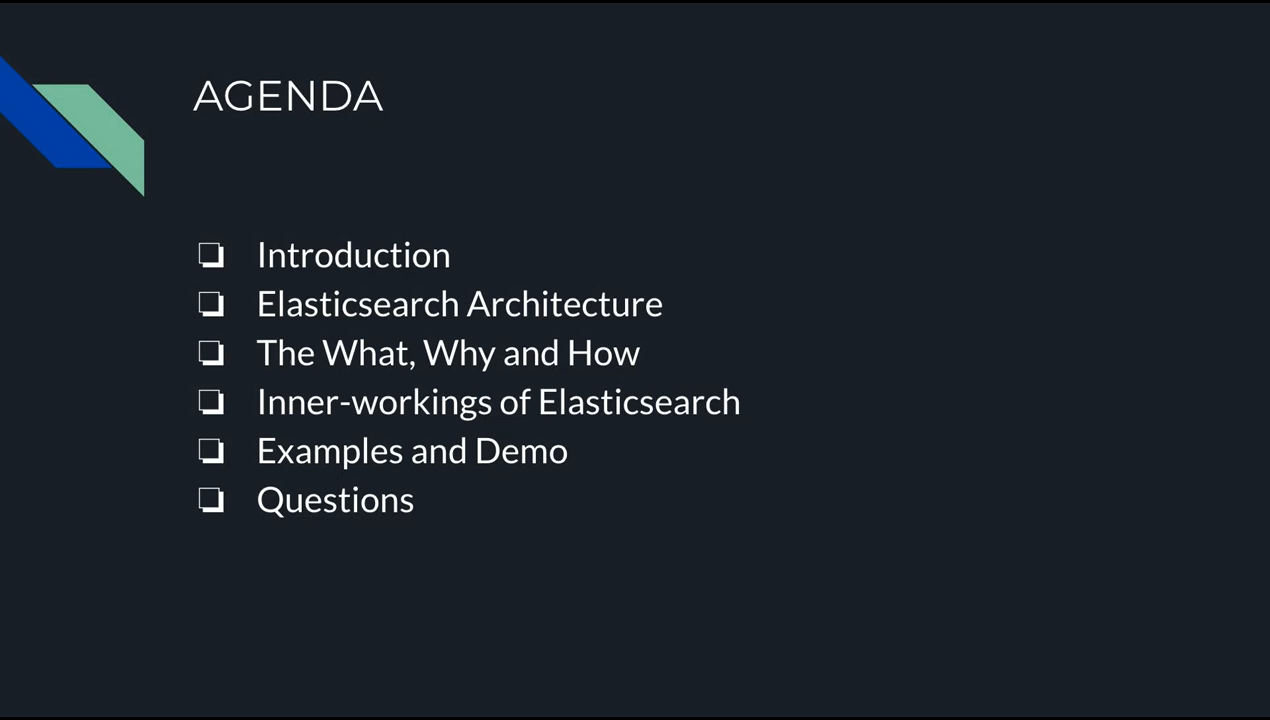 AGENDA
❏ Introduction
❏ Elasticsearch Architecture
❏ The What, Why and How
❏ Inner-workings of Elasticsearch
❏ Examples and Demo
❏ Questions